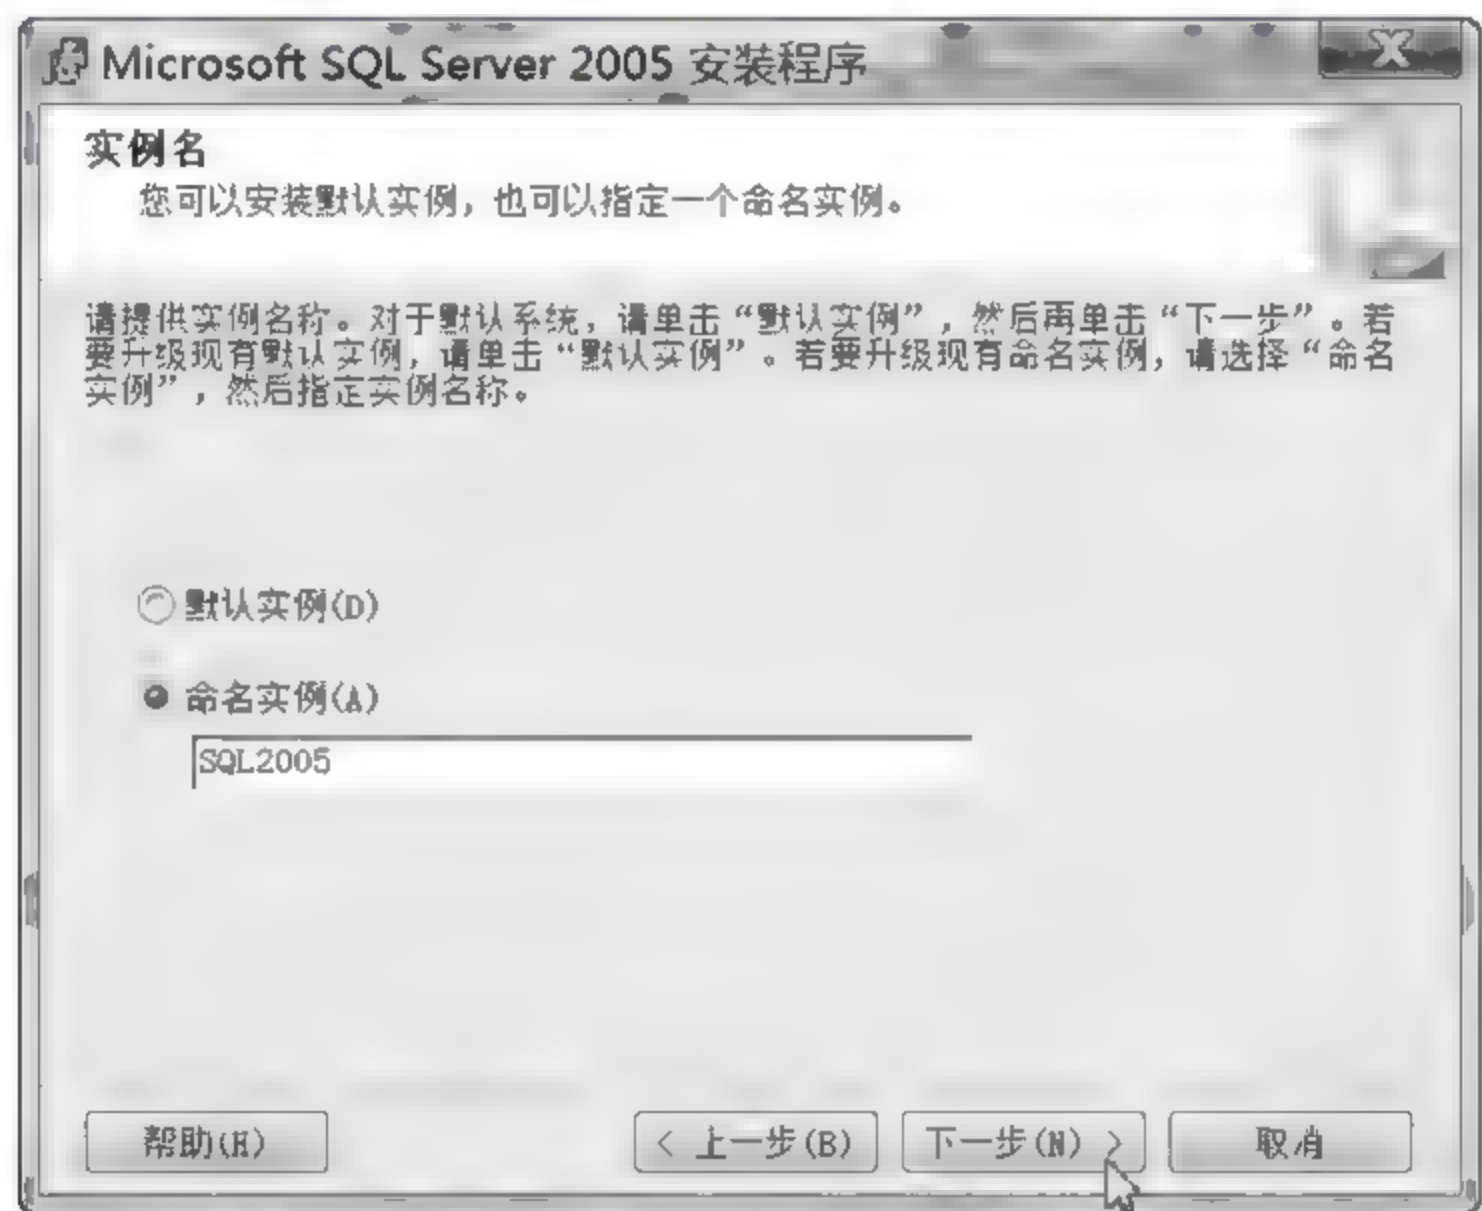 Microsoft SQL Server 2005 安装程序
实例名
您可以安装默认实例，也可以指定一个命名实例。
请提供实例名称。对于默认系统，请单击“默认实例”，然后再单击“下一步”。若
要升级现有默认实例，请单击“默认实例”。若要升级现有命名实例，请选择“命名
实例”，然后指定实例名称。
默认实例(D)
命名实例(A)
SQL2005
帮助(H)
< 上一步(B)
下一步(N) >
取消